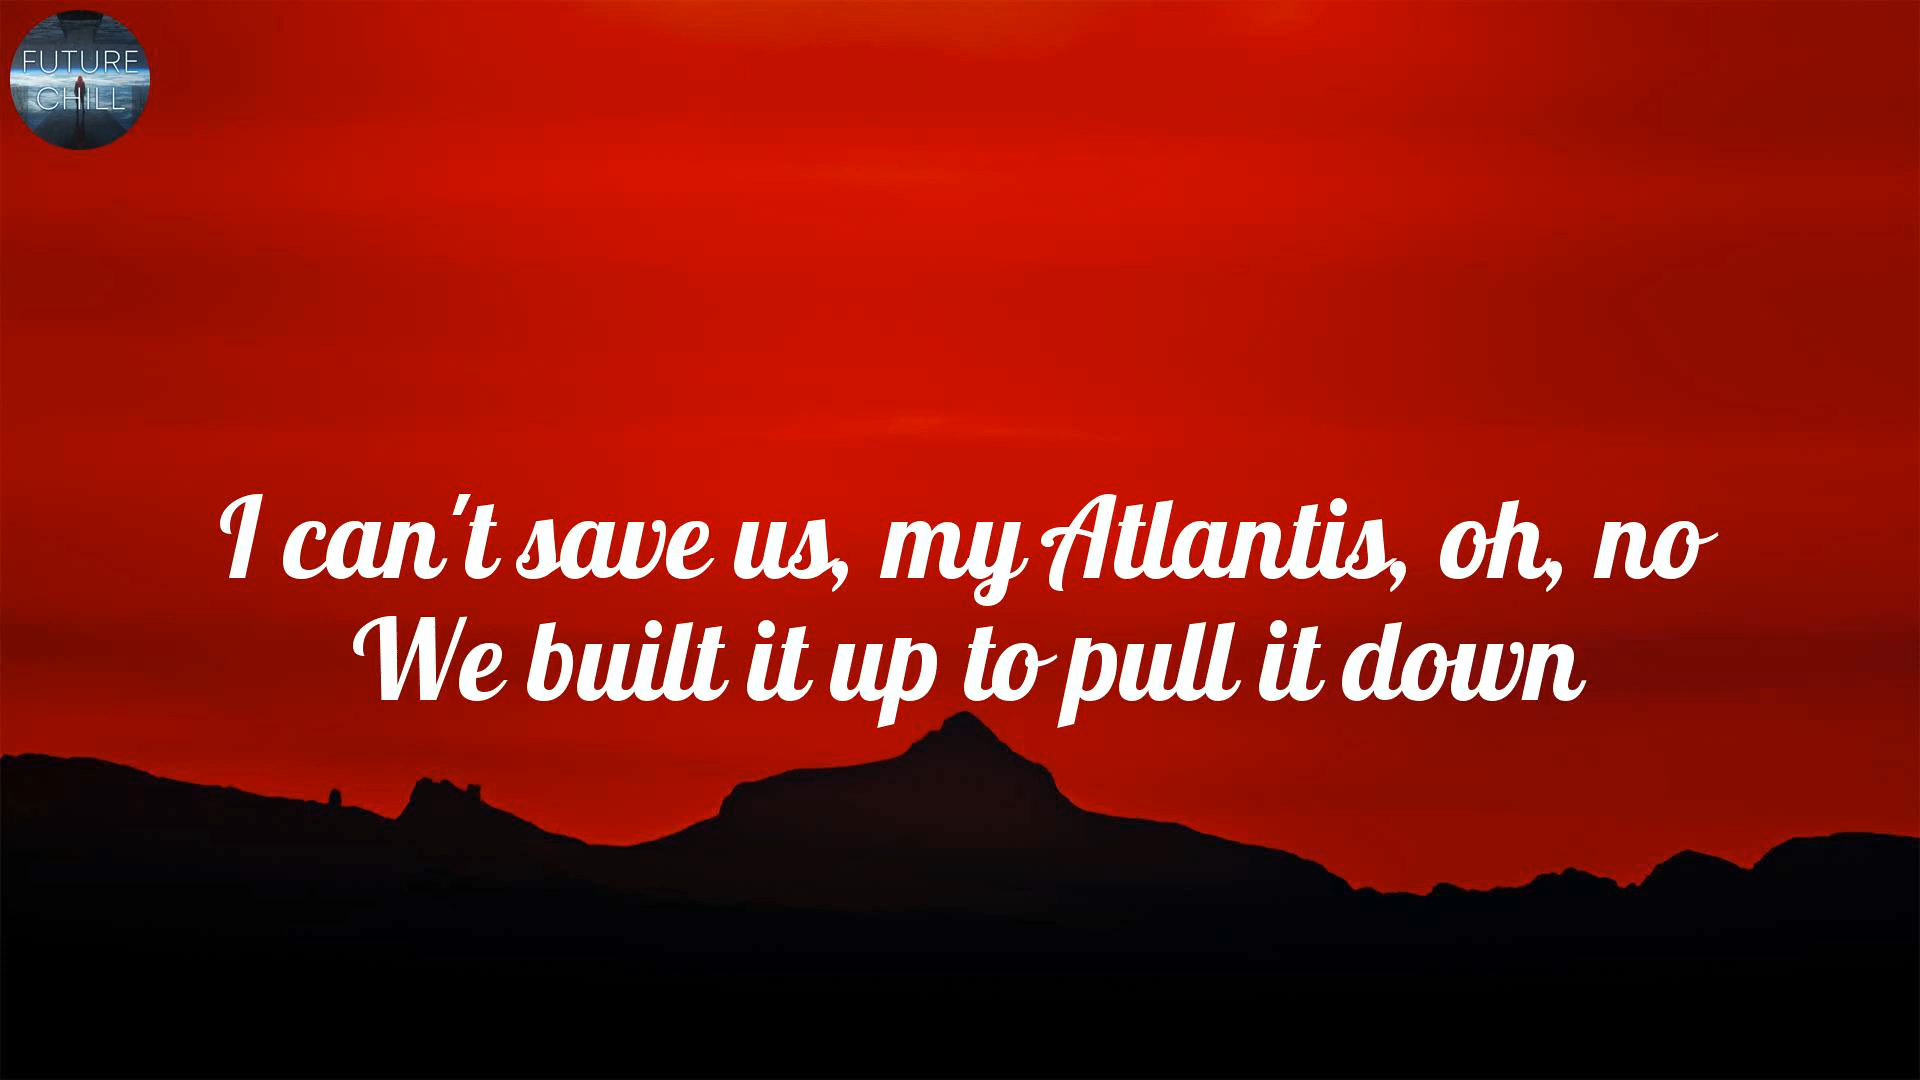 FUTURE
CHILL
I can't save us, my Atlantis, oh, no
We built it up to pull it down